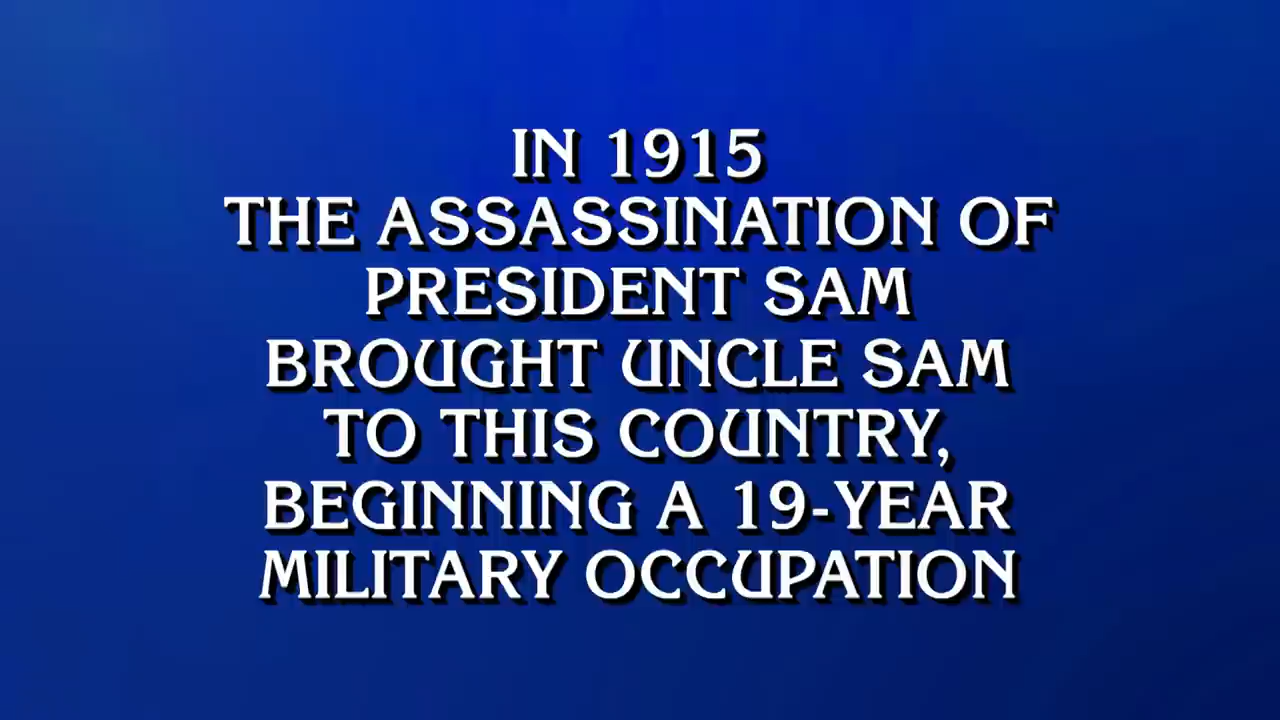 IN 1915
THE ASSASSINATION OF
PRESIDENT SAM
BROUGHT UNCLE SAM
TO THIS COUNTRY,
BEGINNING A 19-YEAR
MILITARY OCCUPATION